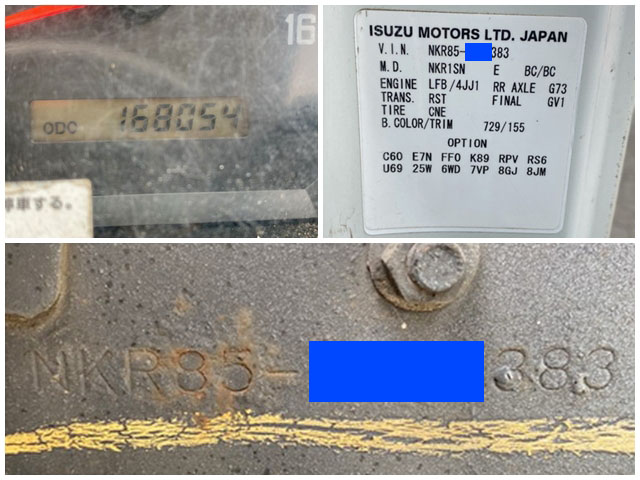 16
ODO. 168054
車する。
ISUZU MOTORS LTD. JAPAN
V.I.N. NKR85- 383
M.D. NKR1SN E BC/BC
ENGINE LFB/4JJ1 RR AXLE G73
TRANS. RST FINAL GV1
TIRE CNE
B.COLOR/TRIM 729/155
OPTION
C60 E7N FF0 K89 RPV RS6
U69 25W 6WD 7VP 8GJ 8JM
NKR85- 383